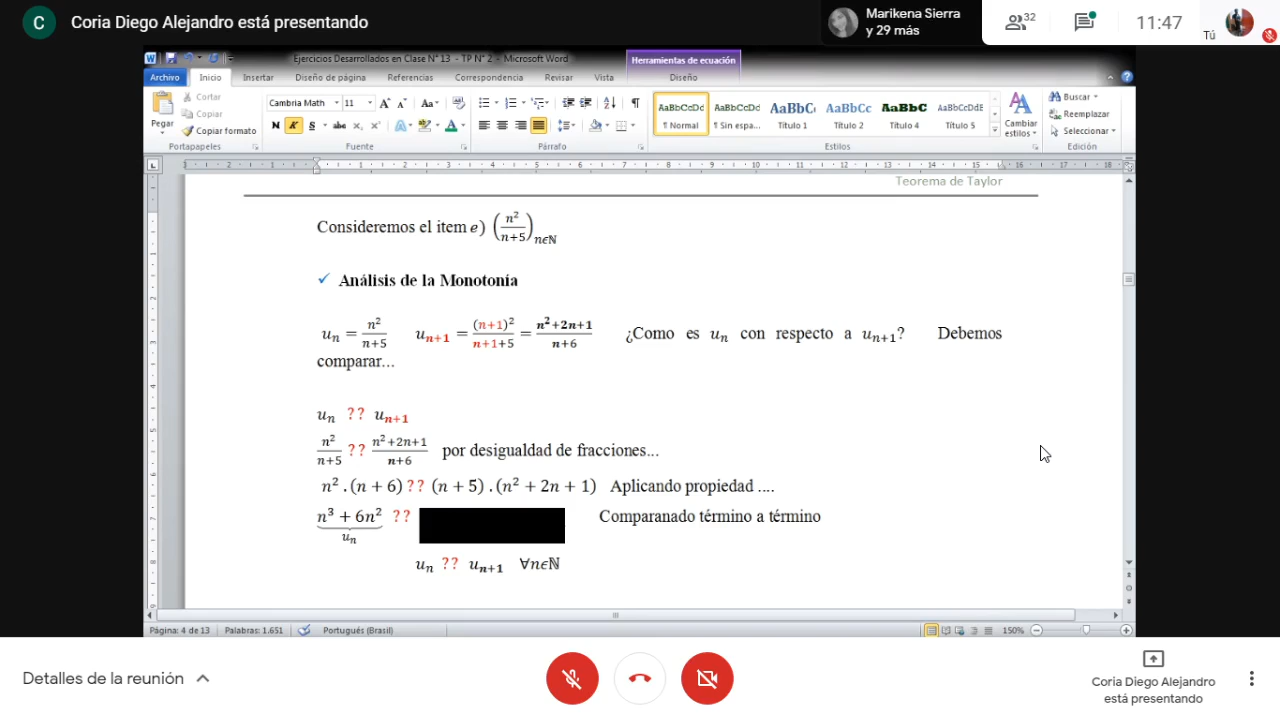 C Coria Diego Alejandro está presentando
Marikena Sierra
y 29 más
32
11:47
Tú
Ejercicios Desarrollados en Clase N° 13 - TP N° 2 - Microsoft Word
Herramientas de ecuación
Archivo Inicio Insertar Diseño de página Referencias Correspondencia Revisar Vista Diseño
Pegar
Cortar
Copiar
Copiar formato
Portapapeles
Cambria Math 11
Fuente
Párrafo
AaBbCcDd ¶ Normal
AaBbCcDd ¶ Sin espa...
AaBbC Título 1
AaBbCc Título 2
AaBbC Título 4
AaBbCcDdE Título 5
Cambiar estilos
Estilos
Buscar
Reemplazar
Seleccionar
Edición
Teorema de Taylor
Consideremos el item e) (n²/(n+5))_{nϵℕ}
✓ Análisis de la Monotonía
uₙ = n²/(n+5) uₙ₊₁ = (n+1)²/(n+1+5) = (n²+2n+1)/(n+6) ¿Como es uₙ con respecto a uₙ₊₁? Debemos
comparar...
uₙ ?? uₙ₊₁
n²/(n+5) ?? (n²+2n+1)/(n+6) por desigualdad de fracciones...
n² . (n + 6) ?? (n + 5) . (n² + 2n + 1) Aplicando propiedad ....
n³ + 6n² ?? Comparanado término a término
uₙ
uₙ ?? uₙ₊₁ ∀nϵℕ
Página: 4 de 13 Palabras: 1.651 Portugués (Brasil) 150%
Detalles de la reunión
Coria Diego Alejandro
está presentando